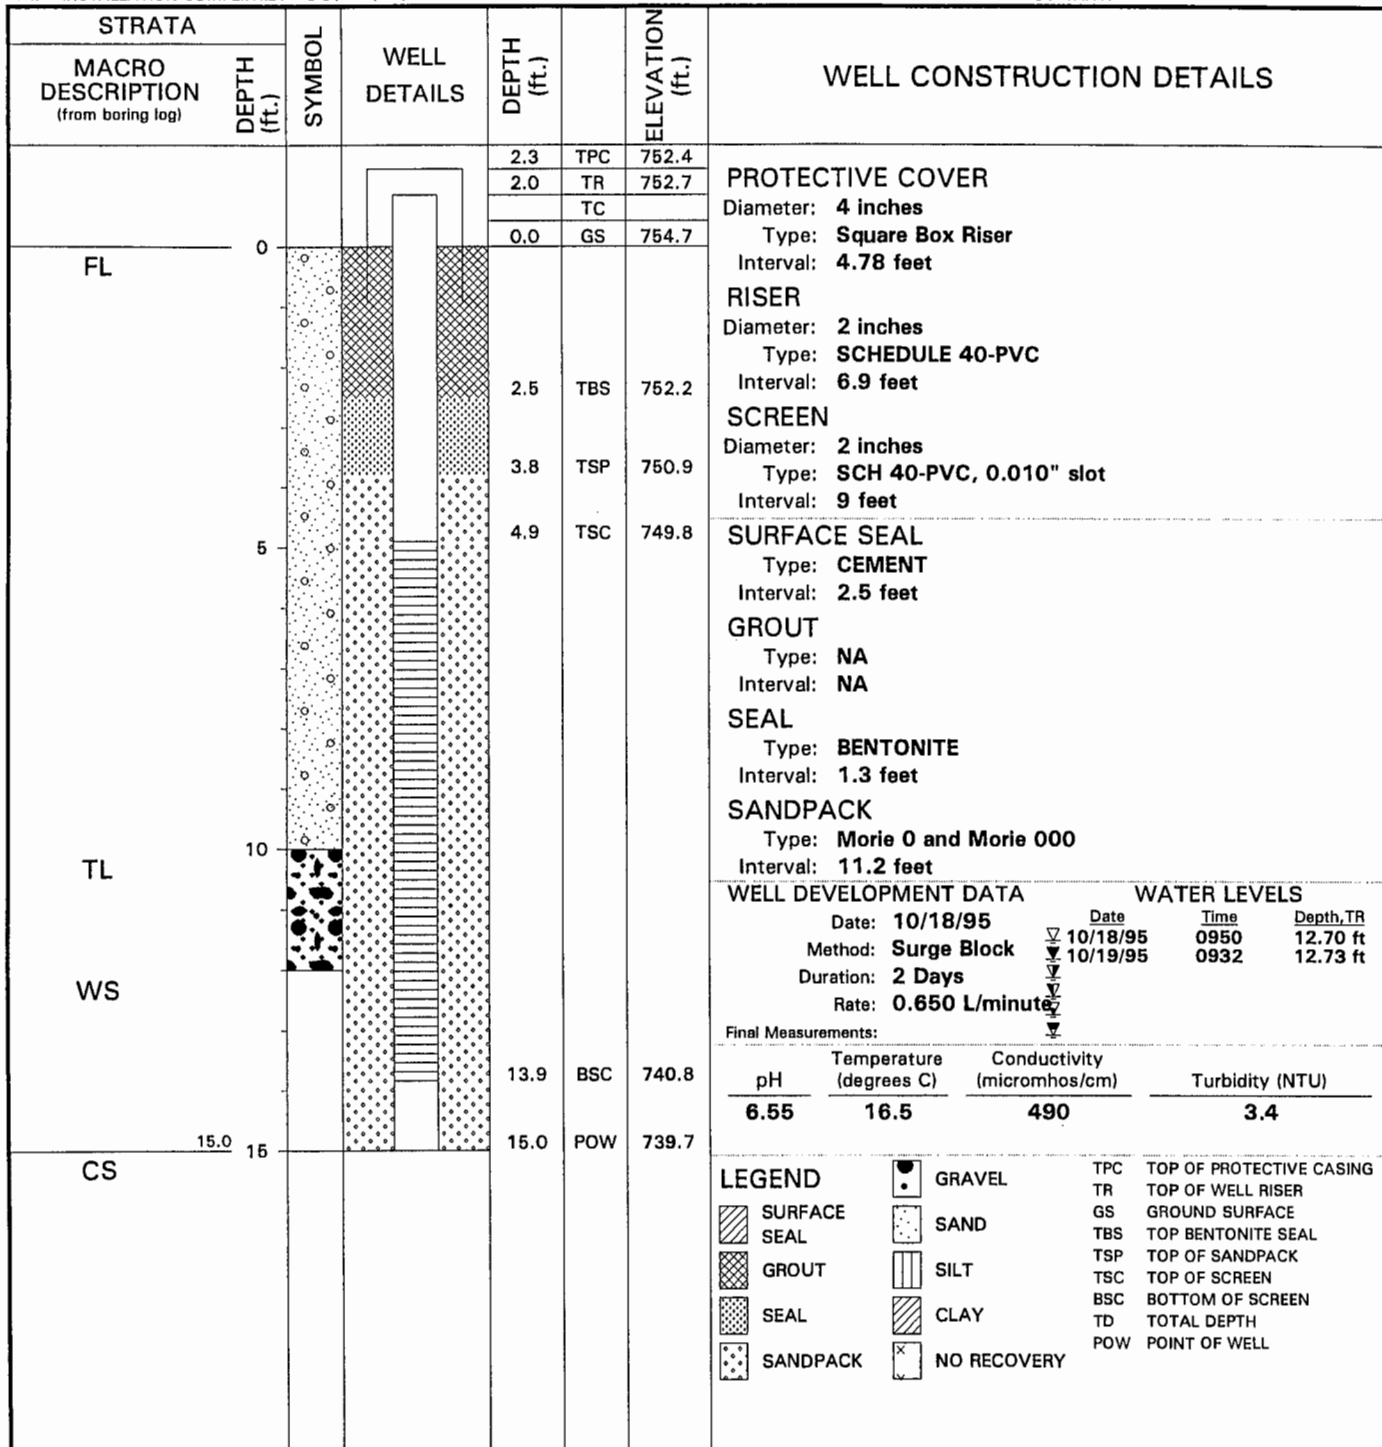 STRATA
MACRO
DESCRIPTION
(from boring log)
DEPTH
(ft.)
SYMBOL
WELL
DETAILS
DEPTH
(ft.)
ELEVATION
(ft.)
WELL CONSTRUCTION DETAILS
2.3 TPC 752.4
2.0 TR 752.7
TC
0.0 GS 754.7
0
FL
2.5 TBS 752.2
3.8 TSP 750.9
4.9 TSC 749.8
5
10
TL
WS
13.9 BSC 740.8
15.0 15
15.0 POW 739.7
CS
PROTECTIVE COVER
Diameter: 4 inches
Type: Square Box Riser
Interval: 4.78 feet
RISER
Diameter: 2 inches
Type: SCHEDULE 40-PVC
Interval: 6.9 feet
SCREEN
Diameter: 2 inches
Type: SCH 40-PVC, 0.010" slot
Interval: 9 feet
SURFACE SEAL
Type: CEMENT
Interval: 2.5 feet
GROUT
Type: NA
Interval: NA
SEAL
Type: BENTONITE
Interval: 1.3 feet
SANDPACK
Type: Morie 0 and Morie 000
Interval: 11.2 feet
WELL DEVELOPMENT DATA
Date: 10/18/95
Method: Surge Block
Duration: 2 Days
Rate: 0.650 L/minute
Final Measurements:
WATER LEVELS
Date Time Depth,TR
10/18/95 0950 12.70 ft
10/19/95 0932 12.73 ft
pH Temperature (degrees C) Conductivity (micromhos/cm) Turbidity (NTU)
6.55 16.5 490 3.4
LEGEND
SURFACE
SEAL
GROUT
SEAL
SANDPACK
GRAVEL
SAND
SILT
CLAY
NO RECOVERY
TPC TOP OF PROTECTIVE CASING
TR TOP OF WELL RISER
GS GROUND SURFACE
TBS TOP BENTONITE SEAL
TSP TOP OF SANDPACK
TSC TOP OF SCREEN
BSC BOTTOM OF SCREEN
TD TOTAL DEPTH
POW POINT OF WELL